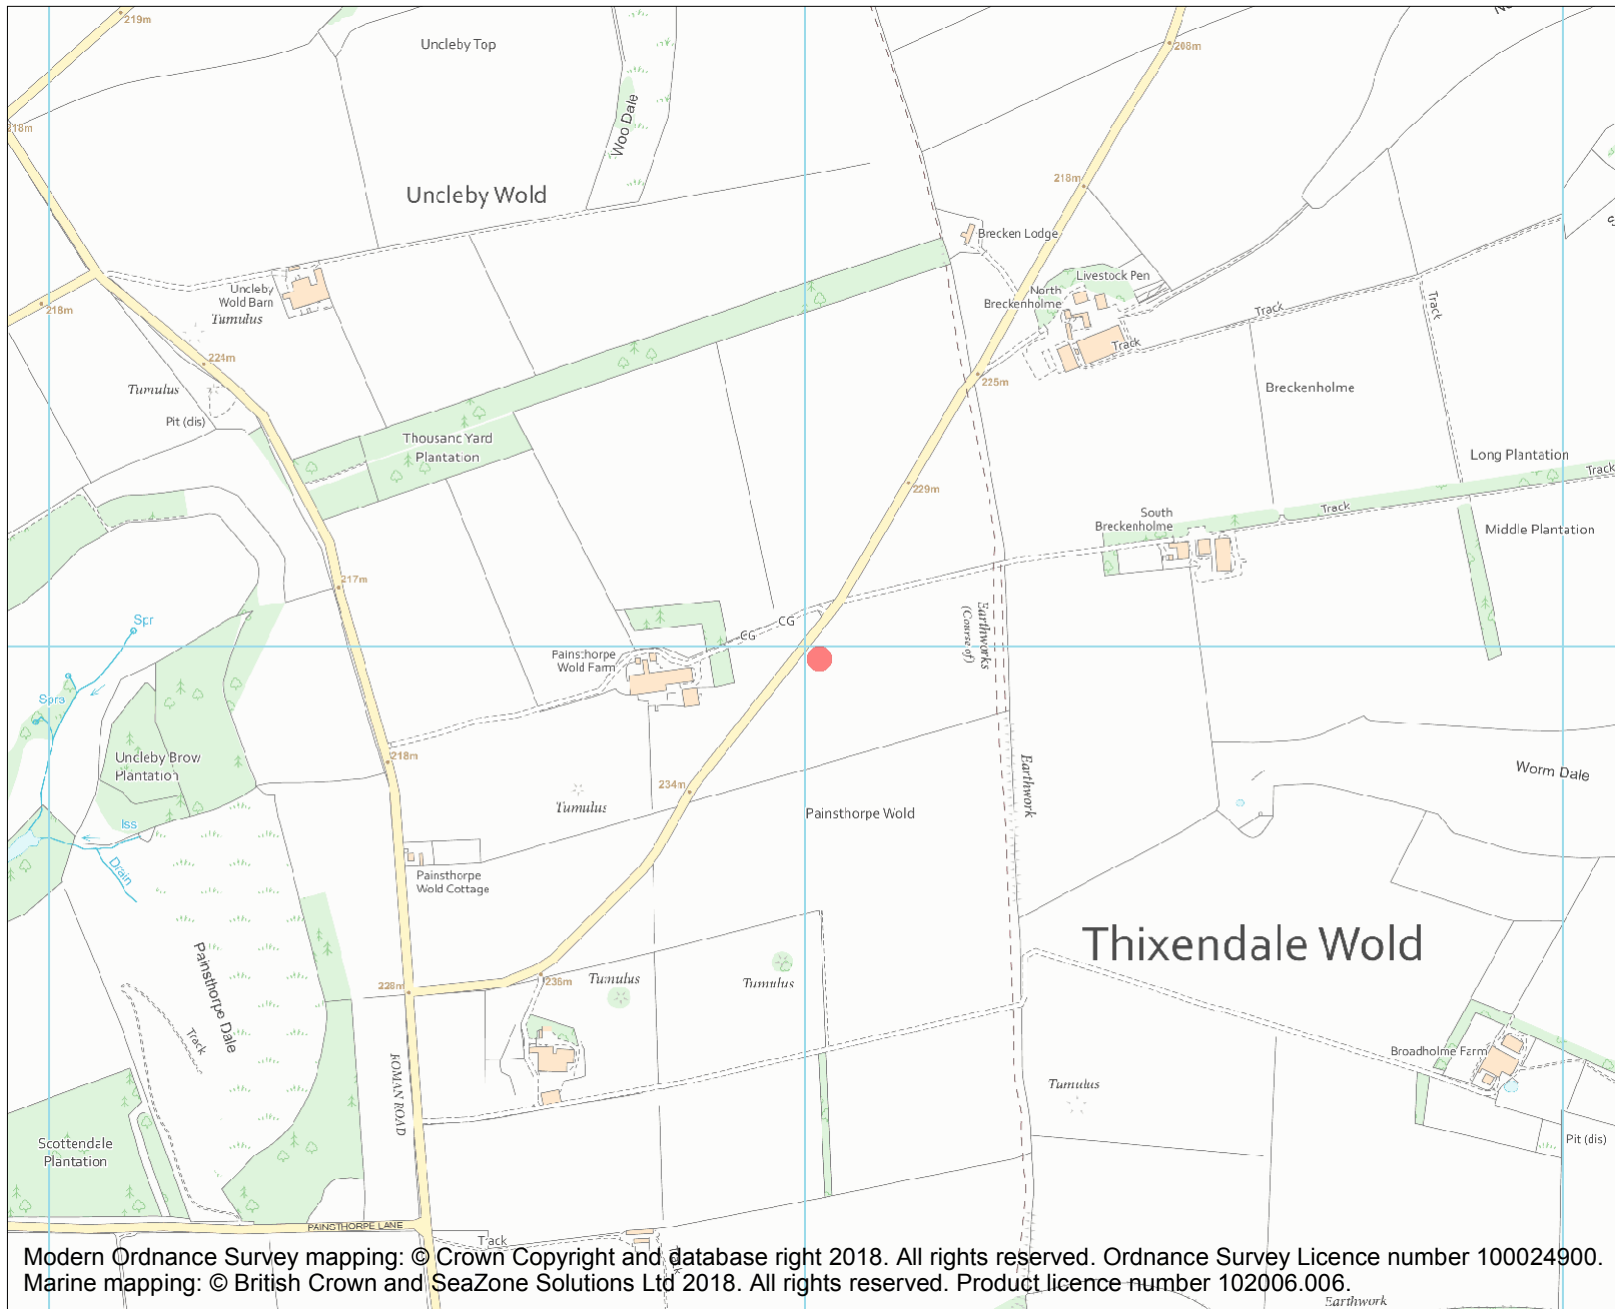 219m
Uncleby Top
208m
Woo Dale
218m
218m
Uncleby Wold
Brecken Lodge
Livestock Pen
North
Breckenholme
Uncleby
Wold Barn
Tumulus
218m
Track
Track
Track
224m
225m
Tumulus
Breckenholme
Pit (dis)
Thousanc Yard
Plantation
Long Plantation
Track
229m
South
Breckenholme
Track
Middle Plantation
217m
Spr
CG
CG
Earthworks
(Course of)
Painsthorpe
Wold Farm
Sprs
Uncleby Brow
Plantation
218m
234m
Earthwork
Worm Dale
Tumulus
Painsthorpe Wold
Iss
Drain
Painsthorpe
Wold Cottage
Thixendale Wold
Painsthorpe Dale
Track
228m
236m
Tumulus
Tumulus
ROMAN ROAD
Broadholme Farm
Tumulus
Scottendale
Plantation
Pit (dis)
PAINSTHORPE LANE
Track
Track
Modern Ordnance Survey mapping: © Crown Copyright and database right 2018. All rights reserved. Ordnance Survey Licence number 100024900.
Marine mapping: © British Crown and SeaZone Solutions Ltd 2018. All rights reserved. Product licence number 102006.006.
Earthwork